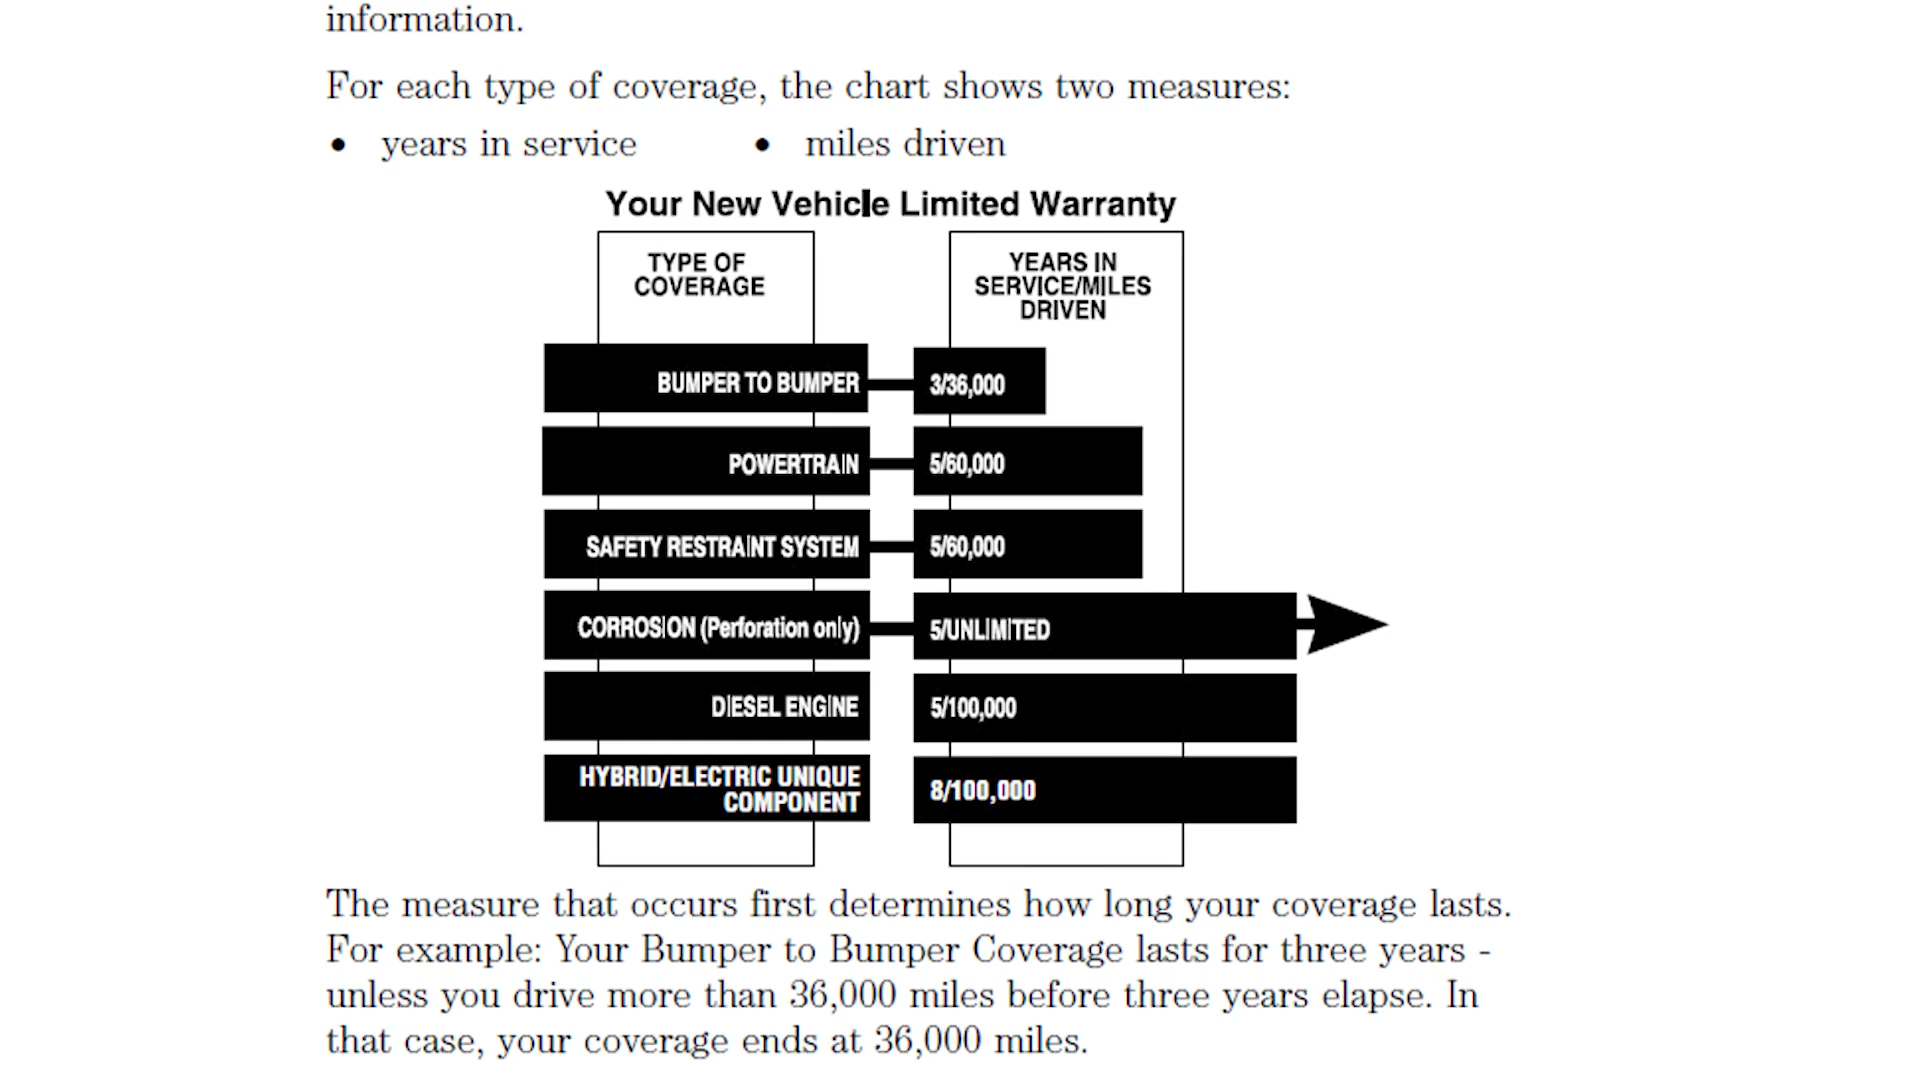 information.
For each type of coverage, the chart shows two measures:
• years in service • miles driven
Your New Vehicle Limited Warranty
TYPE OF
COVERAGE
YEARS IN
SERVICE/MILES
DRIVEN
BUMPER TO BUMPER 3/36,000
POWERTRAIN 5/60,000
SAFETY RESTRAINT SYSTEM 5/60,000
CORROSION (Perforation only) 5/UNLIMITED
DIESEL ENGINE 5/100,000
HYBRID/ELECTRIC UNIQUE
COMPONENT 8/100,000
The measure that occurs first determines how long your coverage lasts.
For example: Your Bumper to Bumper Coverage lasts for three years -
unless you drive more than 36,000 miles before three years elapse. In
that case, your coverage ends at 36,000 miles.